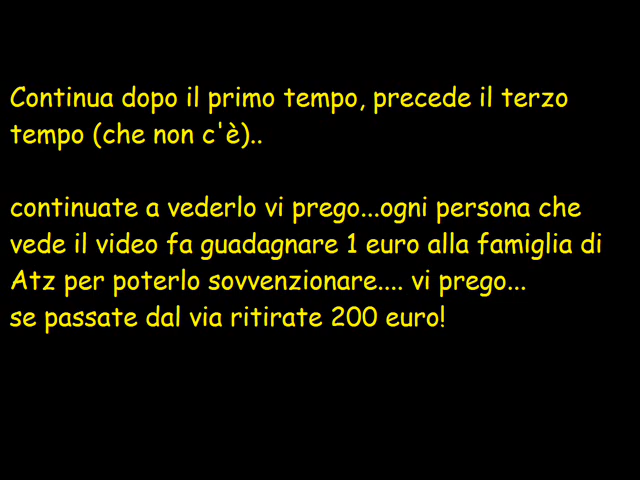 Continua dopo il primo tempo, precede il terzo
tempo (che non c'è)..
continuate a vederlo vi prego...ogni persona che
vede il video fa guadagnare 1 euro alla famiglia di
Atz per poterlo sovvenzionare.... vi prego...
se passate dal via ritirate 200 euro!